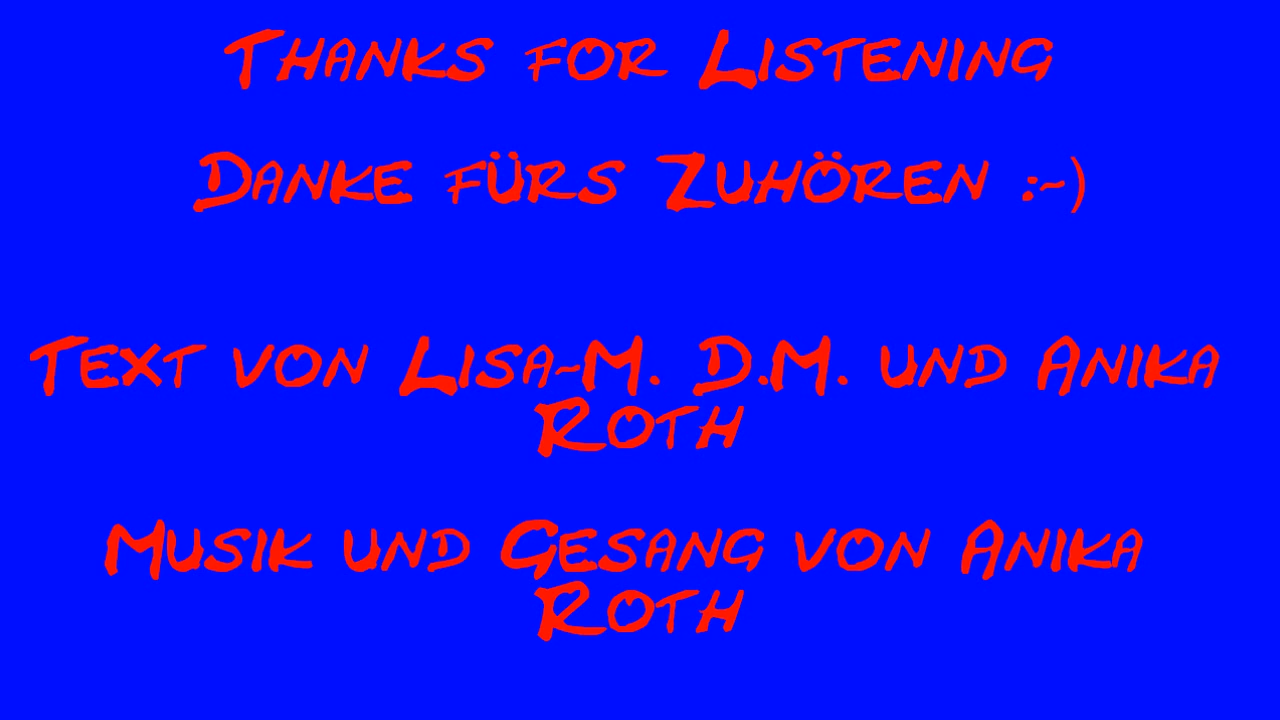 Thanks for Listening
Danke fürs Zuhören :~)
Text von Lisa-M. D.M. und Anika
Roth
Musik und Gesang von Anika
Roth